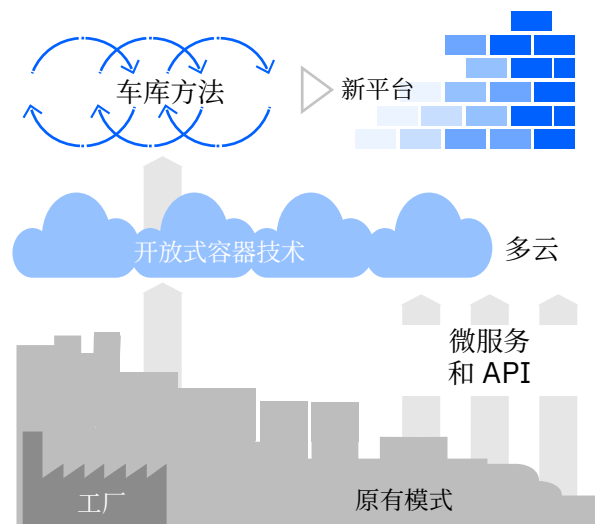 车库方法
新平台
开放式容器技术
多云
微服务
和 API
工厂
原有模式